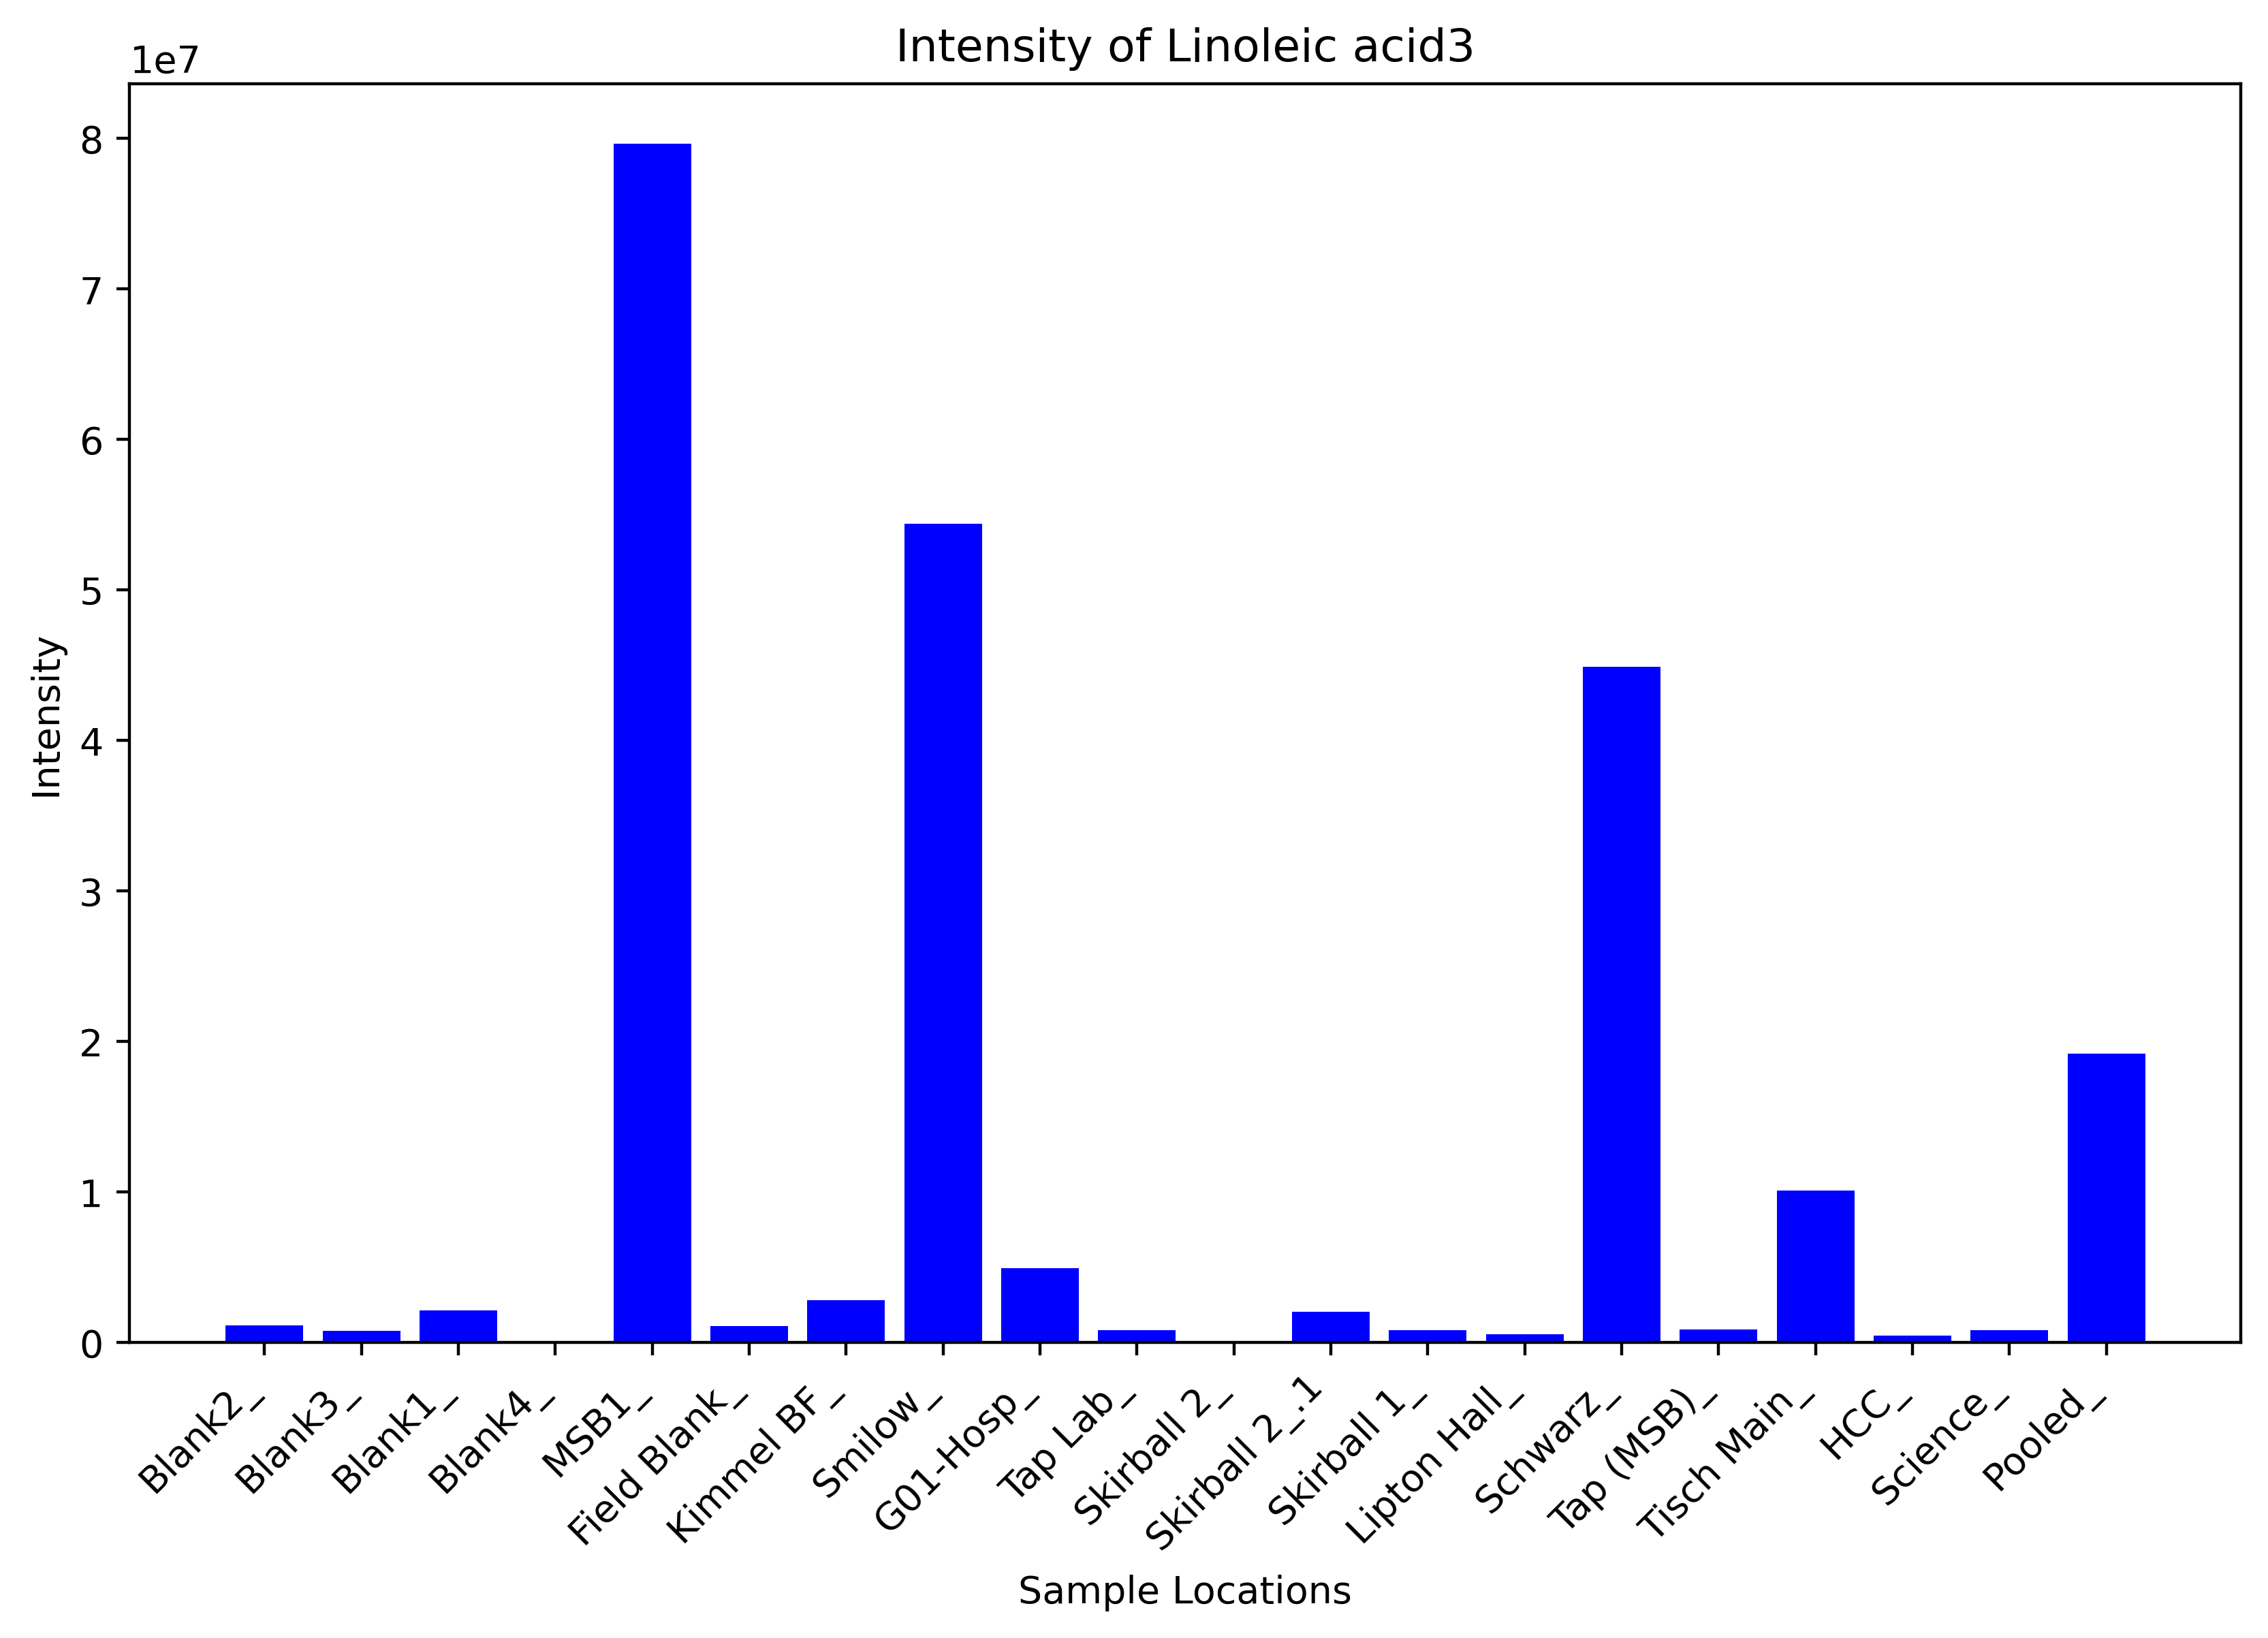 Intensity of Linoleic acid3
1e7
8
7
6
5
4
3
2
1
0
Intensity
Blank2_
Blank3_
Blank1_
Blank4_
MSB1_
Field Blank_
Kimmel BF_
Smilow_
G01-Hosp_
Tap Lab_
Skirball 2_
Skirball 2_.1
Skirball 1_
Lipton Hall_
Schwarz_
Tap (MSB)_
Tisch Main_
HCC_
Science_
Pooled_
Sample Locations